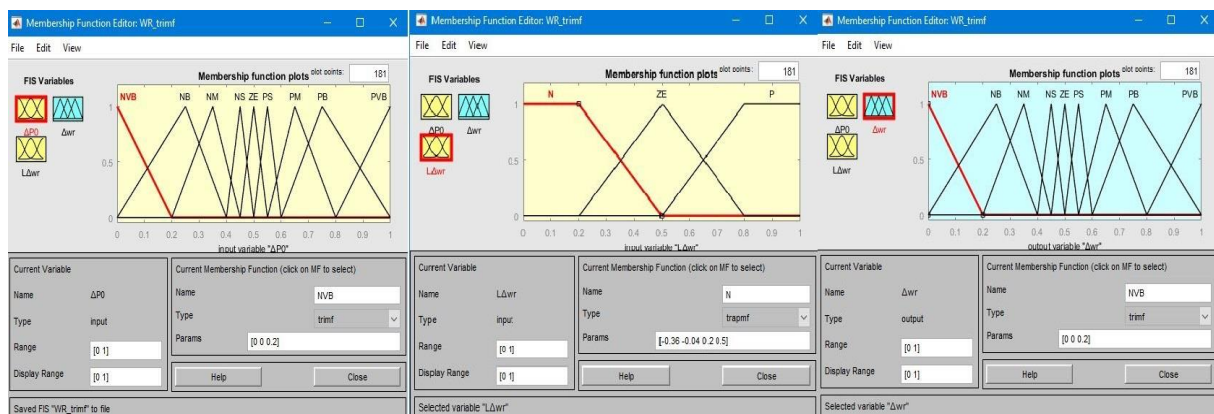 Membership Function Editor: WR_trimf
File Edit View
FIS Variables
ΔP0
Δwr
LΔwr
Membership function plots
plot points:
181
NVB NB NM NS ZE PS PM PB PVB
1
0.5
0
0 0.1 0.2 0.3 0.4 0.5 0.6 0.7 0.8 0.9 1
input variable "ΔP0"
Current Variable
Name ΔP0
Type input
Range [0 1]
Display Range [0 1]
Current Membership Function (click on MF to select)
Name NVB
Type trimf
Params [0 0 0.2]
Help Close
Saved FIS "WR_trimf" to file
Membership Function Editor: WR_trimf
File Edit View
FIS Variables
ΔP0
Δwr
LΔwr
Membership function plots
plot points:
181
N ZE P
1
0.5
0
0 0.1 0.2 0.3 0.4 0.5 0.6 0.7 0.8 0.9 1
input variable "LΔwr"
Current Variable
Name LΔwr
Type input
Range [0 1]
Display Range [0 1]
Current Membership Function (click on MF to select)
Name N
Type trapmf
Params [-0.36 -0.04 0.2 0.5]
Help Close
Selected variable "LΔwr"
Membership Function Editor: WR_trimf
File Edit View
FIS Variables
ΔP0
Δwr
LΔwr
Membership function plots
plot points:
181
NVB NB NM NS ZE PS PM PB PVB
1
0.5
0
0 0.1 0.2 0.3 0.4 0.5 0.6 0.7 0.8 0.9 1
output variable "Δwr"
Current Variable
Name Δwr
Type output
Range [0 1]
Display Range [0 1]
Current Membership Function (click on MF to select)
Name NVB
Type trimf
Params [0 0 0.2]
Help Close
Selected variable "Δwr"